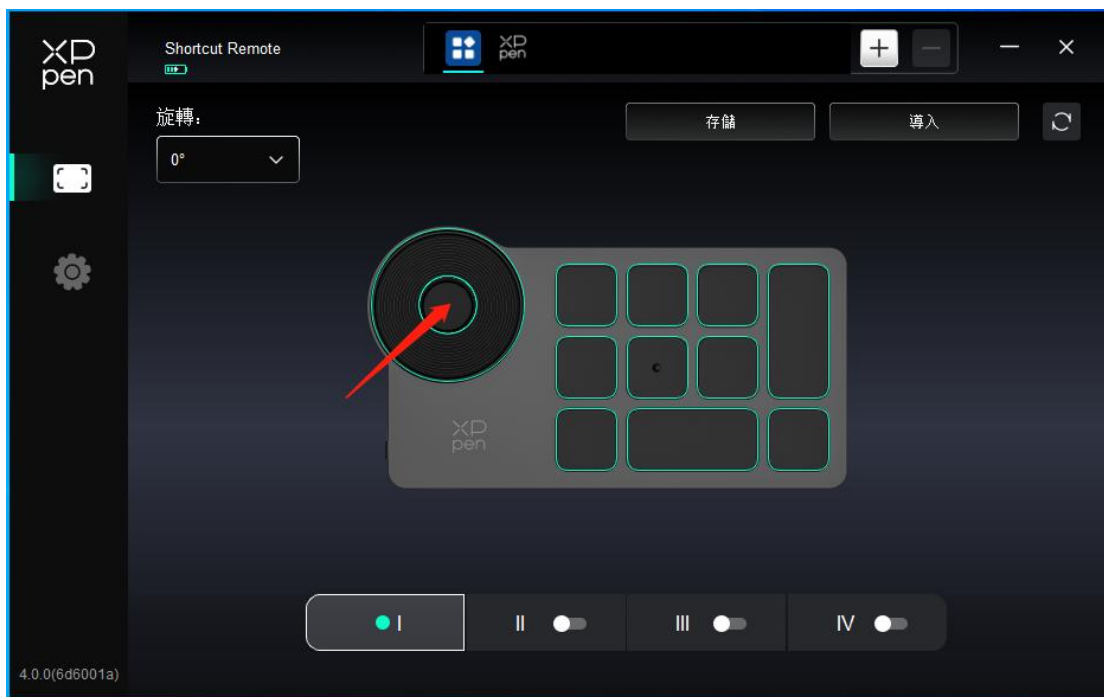 XP
pen
Shortcut Remote
XP
pen
旋轉：
0°
存儲
導入
XP
pen
I
II
III
IV
4.0.0(6d6001a)